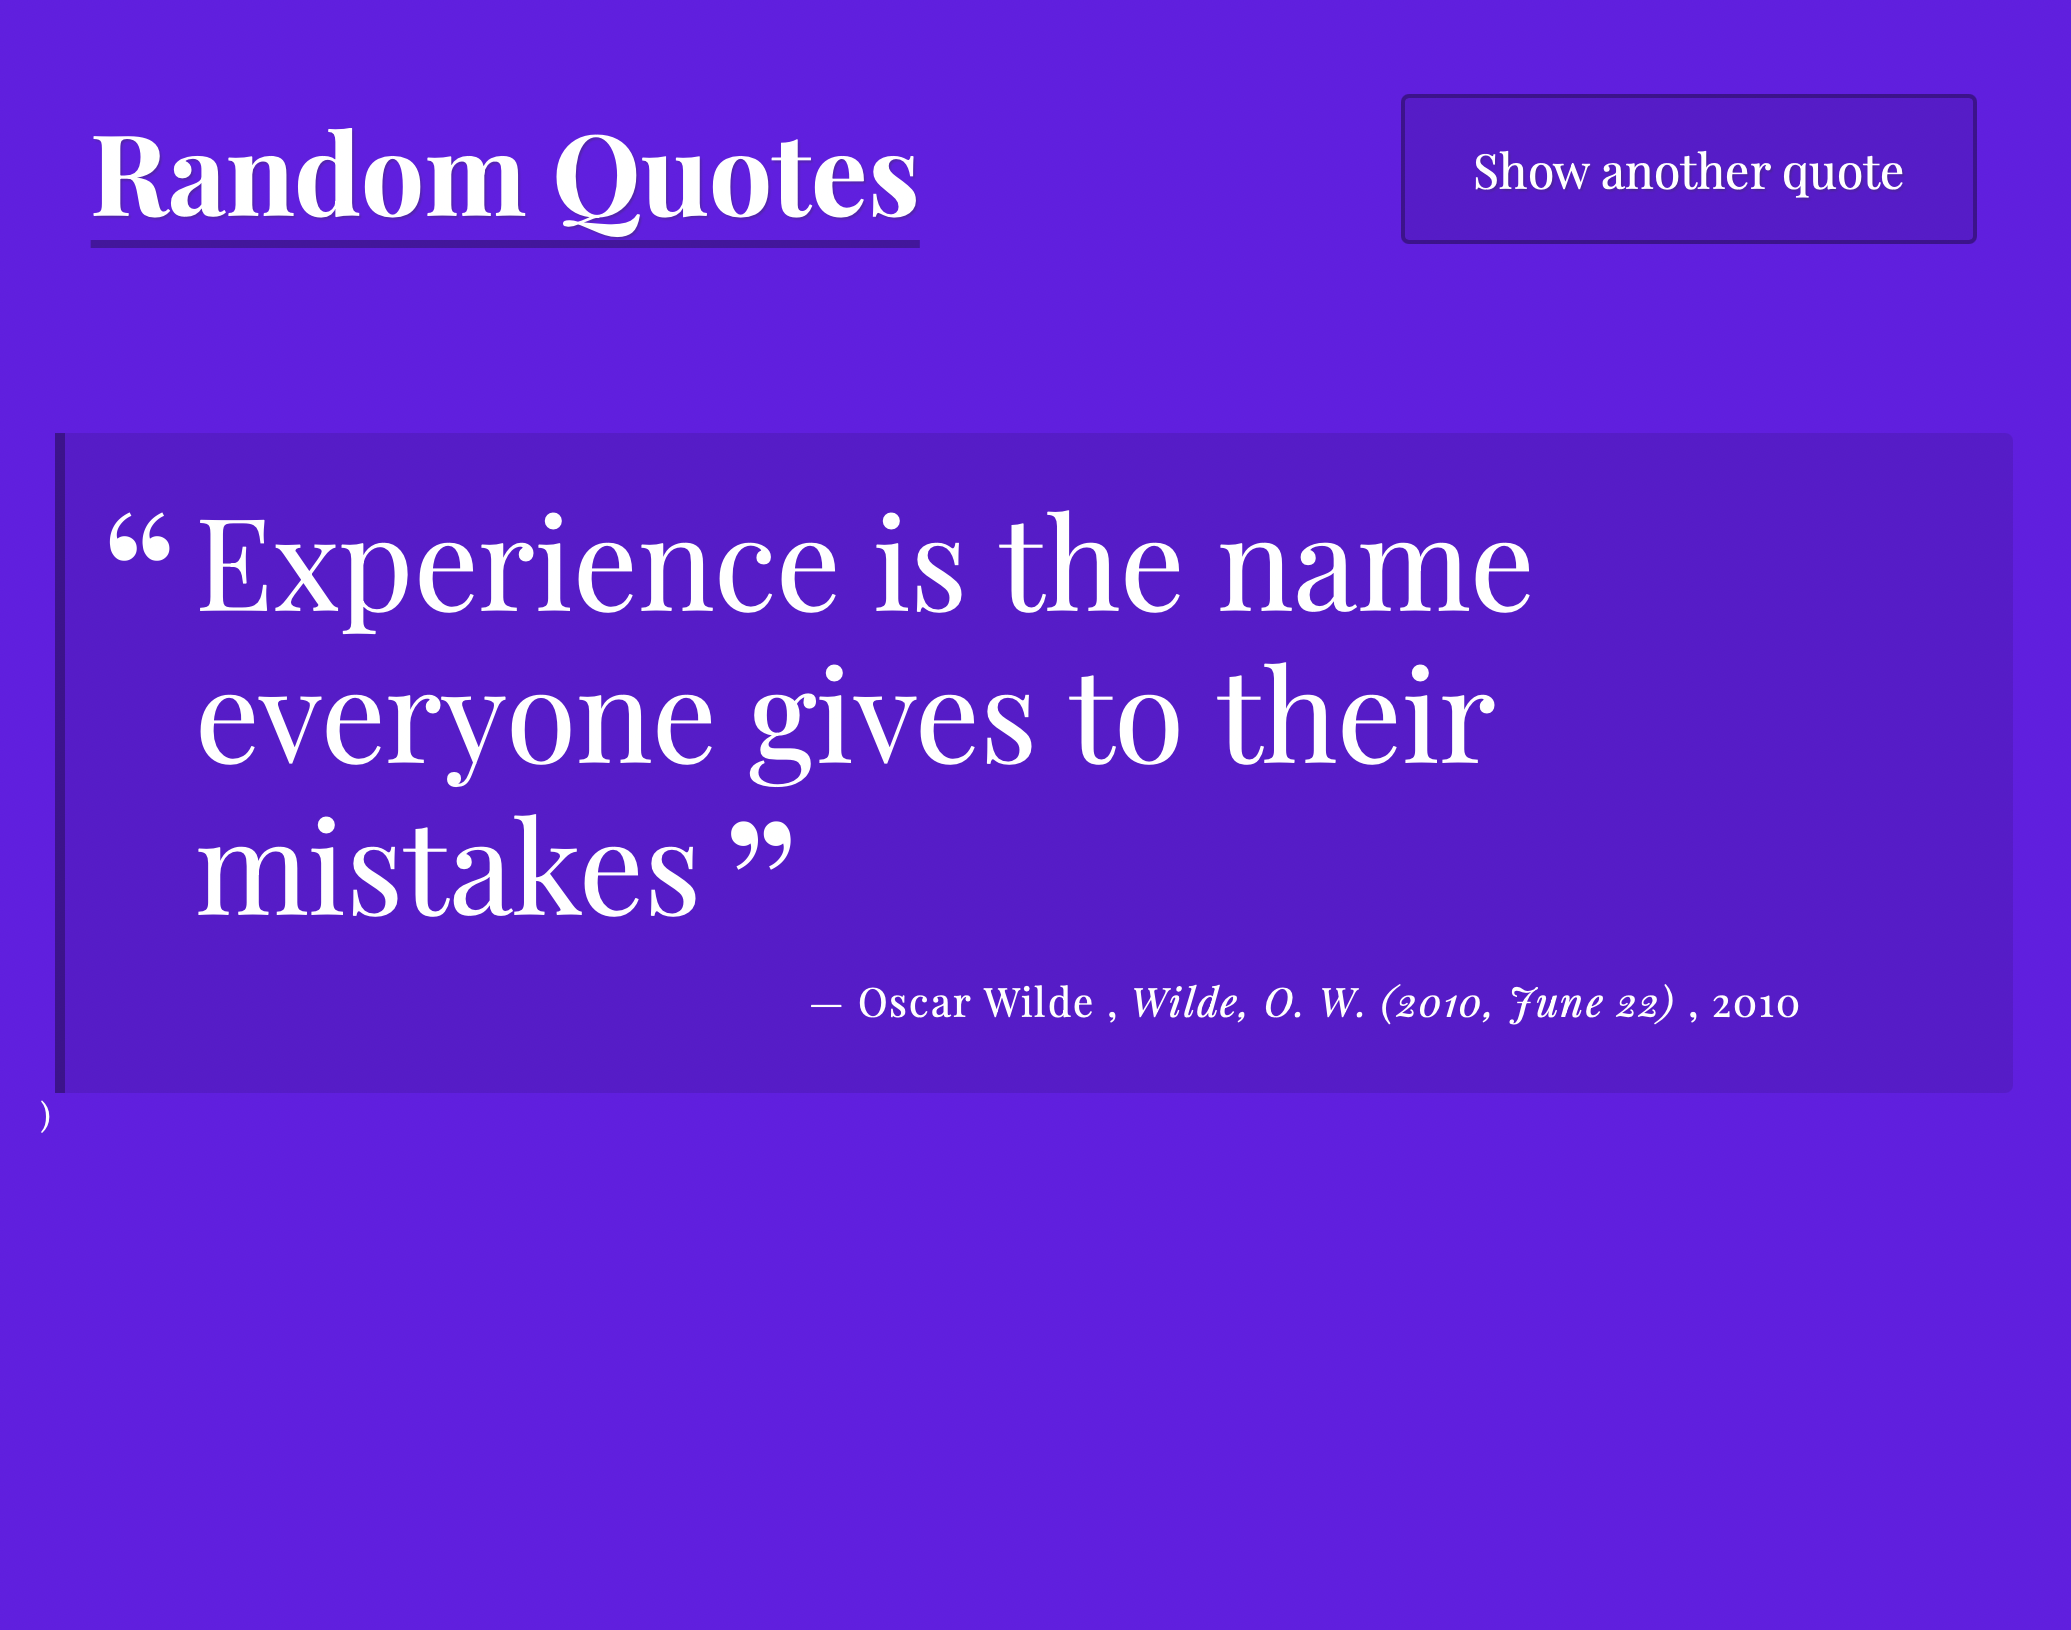 Random Quotes
Show another quote
“ Experience is the name
everyone gives to their
mistakes ”
— Oscar Wilde , Wilde, O. W. (2010, June 22) , 2010
)